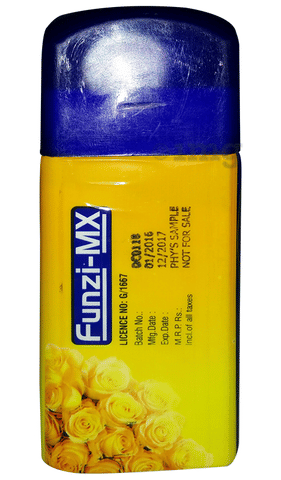 Funzi-MX
LICENCE NO: G/1667
Batch No.: DC0118
Mfg.Date : 01/2016
Exp.Date : 12/2017
M.R.P Rs.: PHY'S SAMPLE
Incl.of all taxes NOT FOR SALE